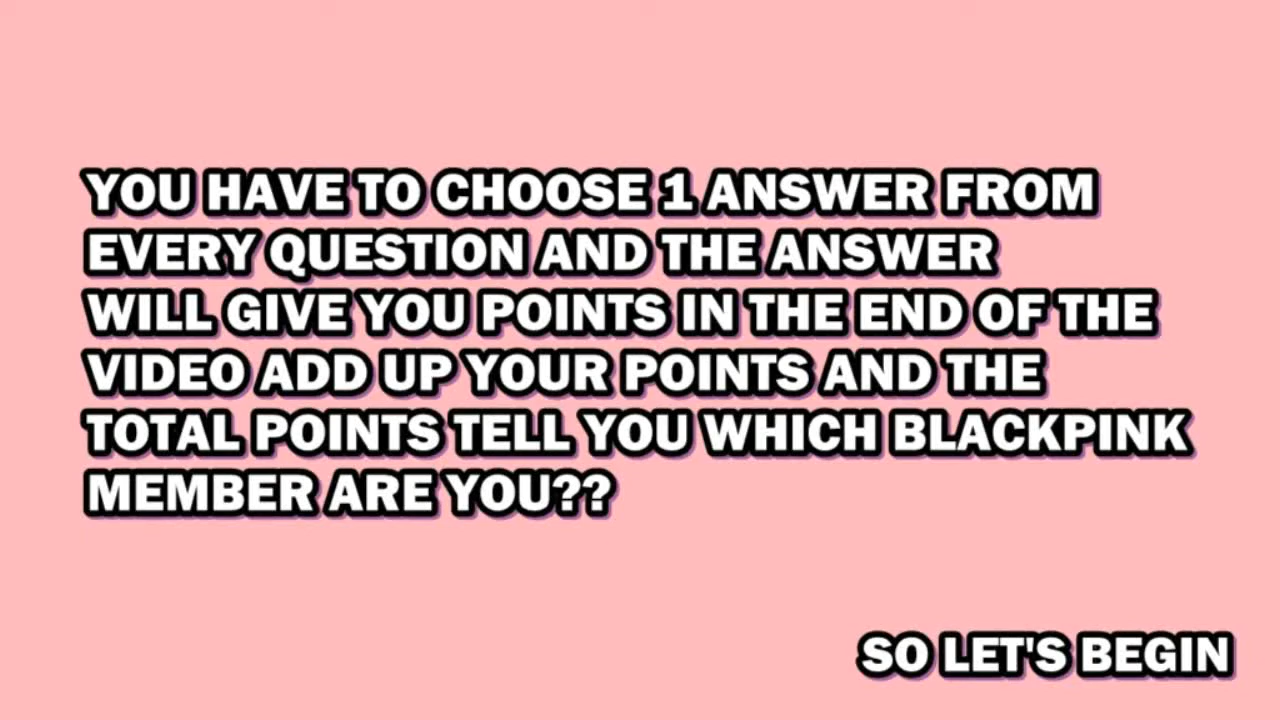 YOU HAVE TO CHOOSE 1 ANSWER FROM
EVERY QUESTION AND THE ANSWER
WILL GIVE YOU POINTS IN THE END OF THE
VIDEO ADD UP YOUR POINTS AND THE
TOTAL POINTS TELL YOU WHICH BLACKPINK
MEMBER ARE YOU??
SO LET'S BEGIN